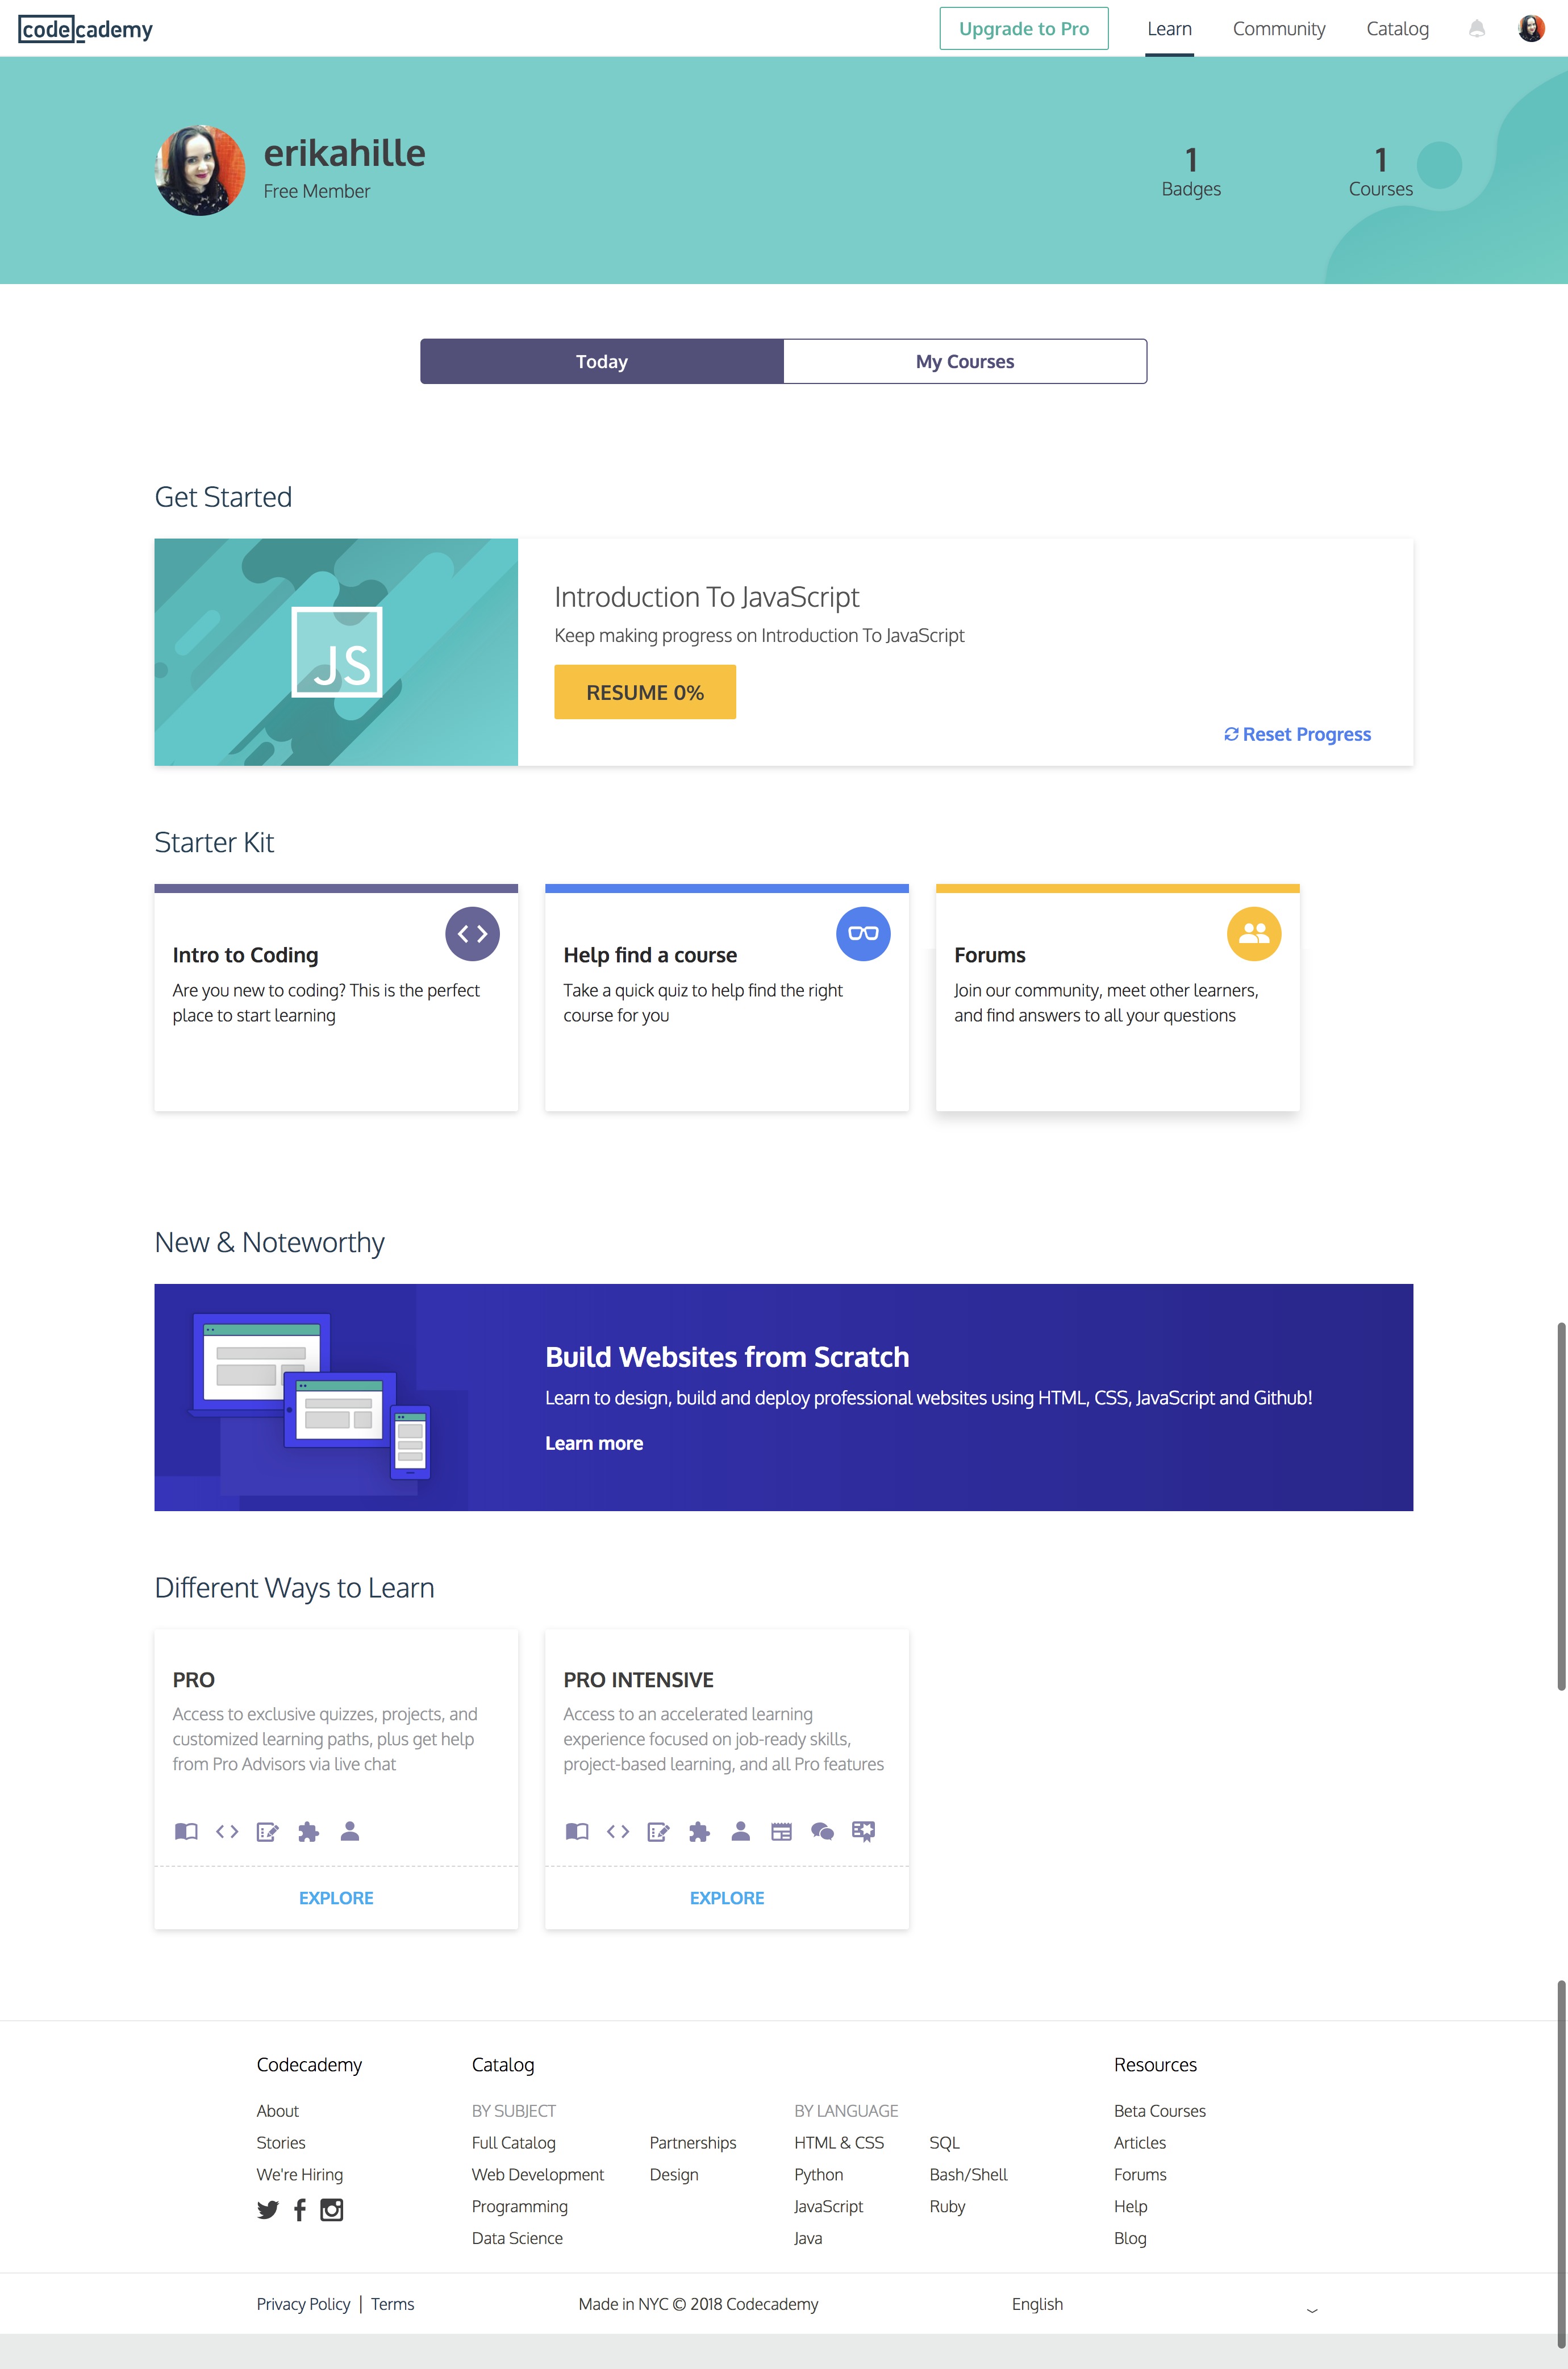 codecademy
Upgrade to Pro
Learn
Community
Catalog
erikahille
Free Member
1
Badges
1
Courses
Today
My Courses
Get Started
JS
Introduction To JavaScript
Keep making progress on Introduction To JavaScript
RESUME 0%
Reset Progress
Starter Kit
Intro to Coding
Are you new to coding? This is the perfect
place to start learning
Help find a course
Take a quick quiz to help find the right
course for you
Forums
Join our community, meet other learners,
and find answers to all your questions
New & Noteworthy
Build Websites from Scratch
Learn to design, build and deploy professional websites using HTML, CSS, JavaScript and Github!
Learn more
Different Ways to Learn
PRO
Access to exclusive quizzes, projects, and
customized learning paths, plus get help
from Pro Advisors via live chat
EXPLORE
PRO INTENSIVE
Access to an accelerated learning
experience focused on job-ready skills,
project-based learning, and all Pro features
EXPLORE
Codecademy
About
Stories
We're Hiring
Catalog
BY SUBJECT
Full Catalog
Web Development
Programming
Data Science
Partnerships
Design
BY LANGUAGE
HTML & CSS
Python
JavaScript
Java
SQL
Bash/Shell
Ruby
Resources
Beta Courses
Articles
Forums
Help
Blog
Privacy Policy | Terms
Made in NYC © 2018 Codecademy
English